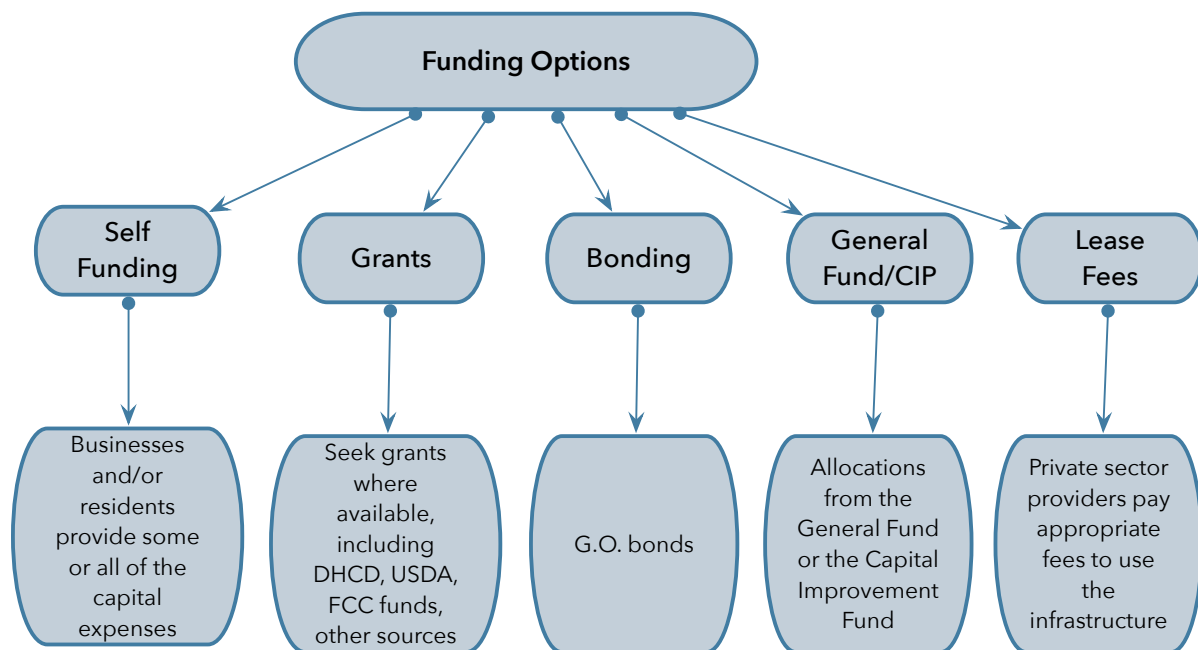 Funding Options
Self
Funding
Grants
Bonding
General
Fund/CIP
Lease
Fees
Businesses
and/or
residents
provide some
or all of the
capital
expenses
Seek grants
where
available,
including
DHCD, USDA,
FCC funds,
other sources
G.O. bonds
Allocations
from the
General Fund
or the Capital
Improvement
Fund
Private sector
providers pay
appropriate
fees to use
the
infrastructure